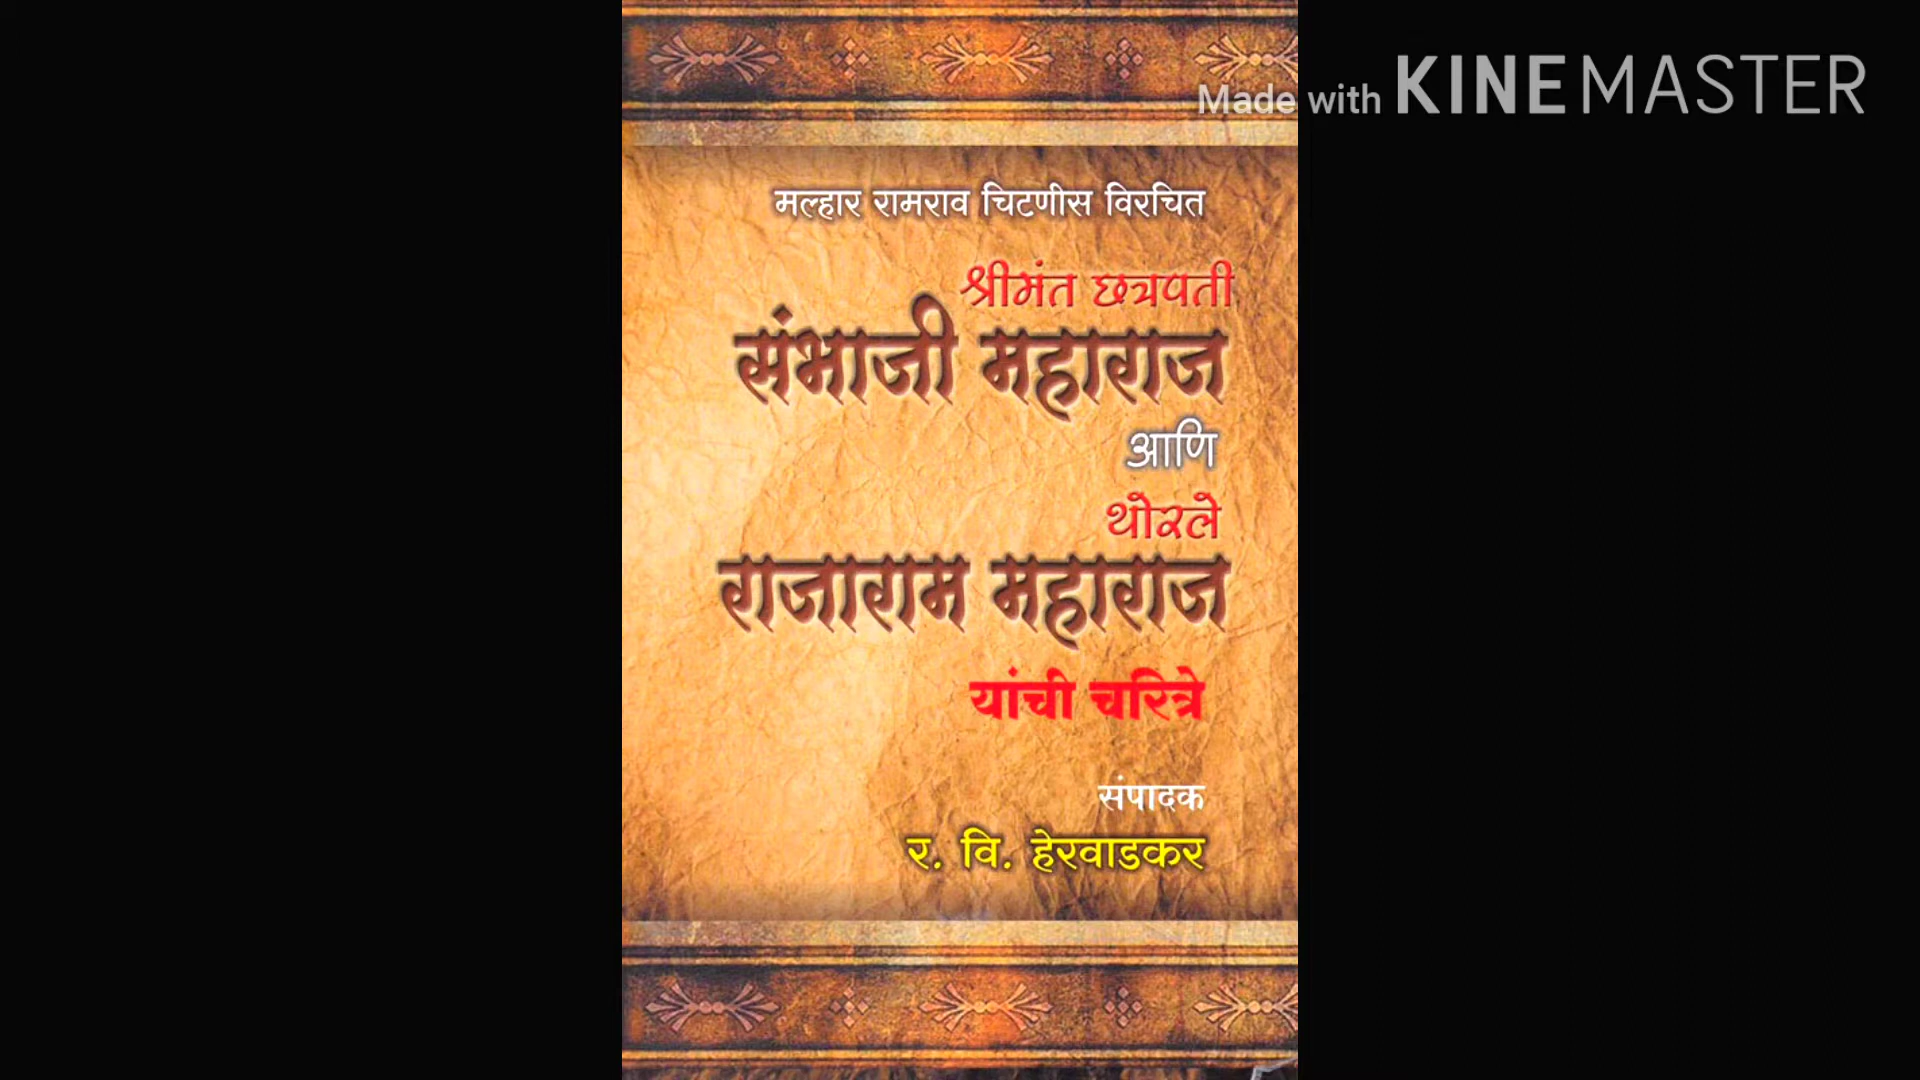 Made with KINEMASTER
मल्हार रामराव चिटणीस विरचित
श्रीमंत छत्रपती
संभाजी महाराज
आणि
थोरले
राजाराम महाराज
यांची चरित्रे
संपादक
र. वि. हेरवाडकर